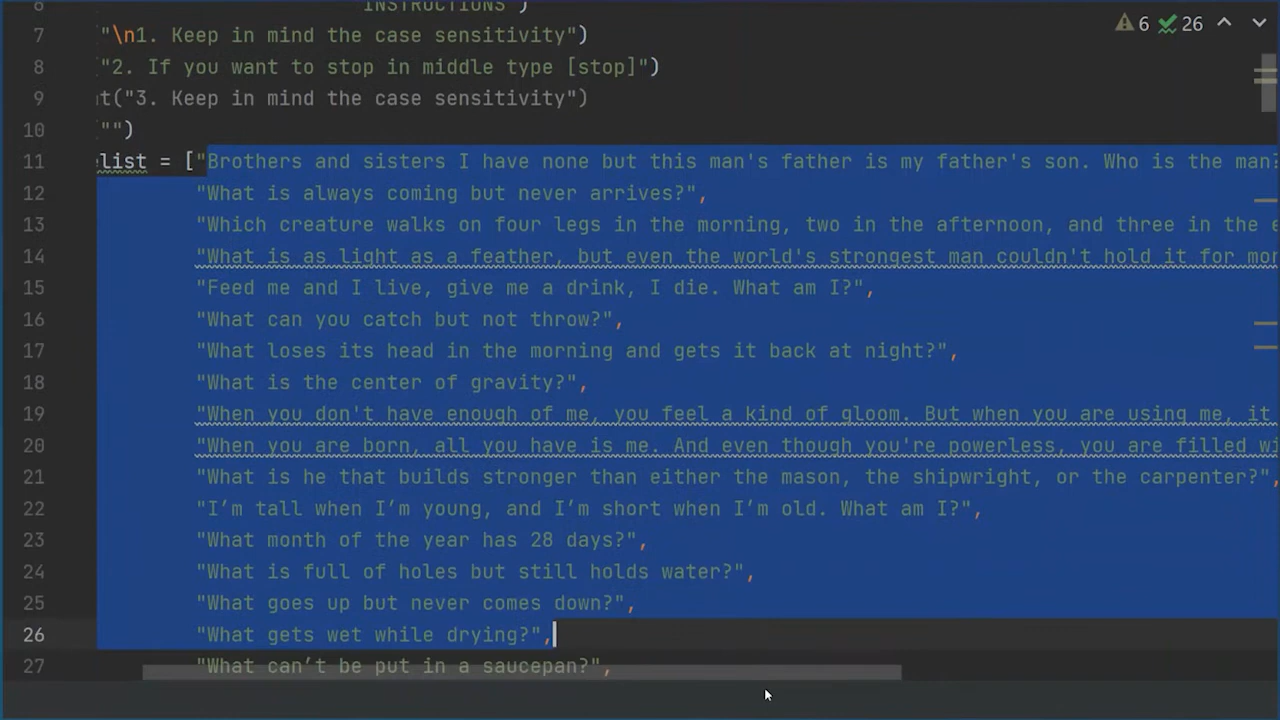 6 INSTRUCTIONS")
7 "\n1. Keep in mind the case sensitivity")
8 ("2. If you want to stop in middle type [stop]")
9 nt("3. Keep in mind the case sensitivity")
10 "")
11 list = ["Brothers and sisters I have none but this man's father is my father's son. Who is the man?
12 "What is always coming but never arrives?",
13 "Which creature walks on four legs in the morning, two in the afternoon, and three in the e
14 "What is as light as a feather, but even the world's strongest man couldn't hold it for mor
15 "Feed me and I live, give me a drink, I die. What am I?",
16 "What can you catch but not throw?",
17 "What loses its head in the morning and gets it back at night?",
18 "What is the center of gravity?",
19 "When you don't have enough of me, you feel a kind of gloom. But when you are using me, it
20 "When you are born, all you have is me. And even though you're powerless, you are filled wi
21 "What is he that builds stronger than either the mason, the shipwright, or the carpenter?",
22 "I’m tall when I’m young, and I’m short when I’m old. What am I?",
23 "What month of the year has 28 days?",
24 "What is full of holes but still holds water?",
25 "What goes up but never comes down?",
26 "What gets wet while drying?",
27 "What can’t be put in a saucepan?",
6 26